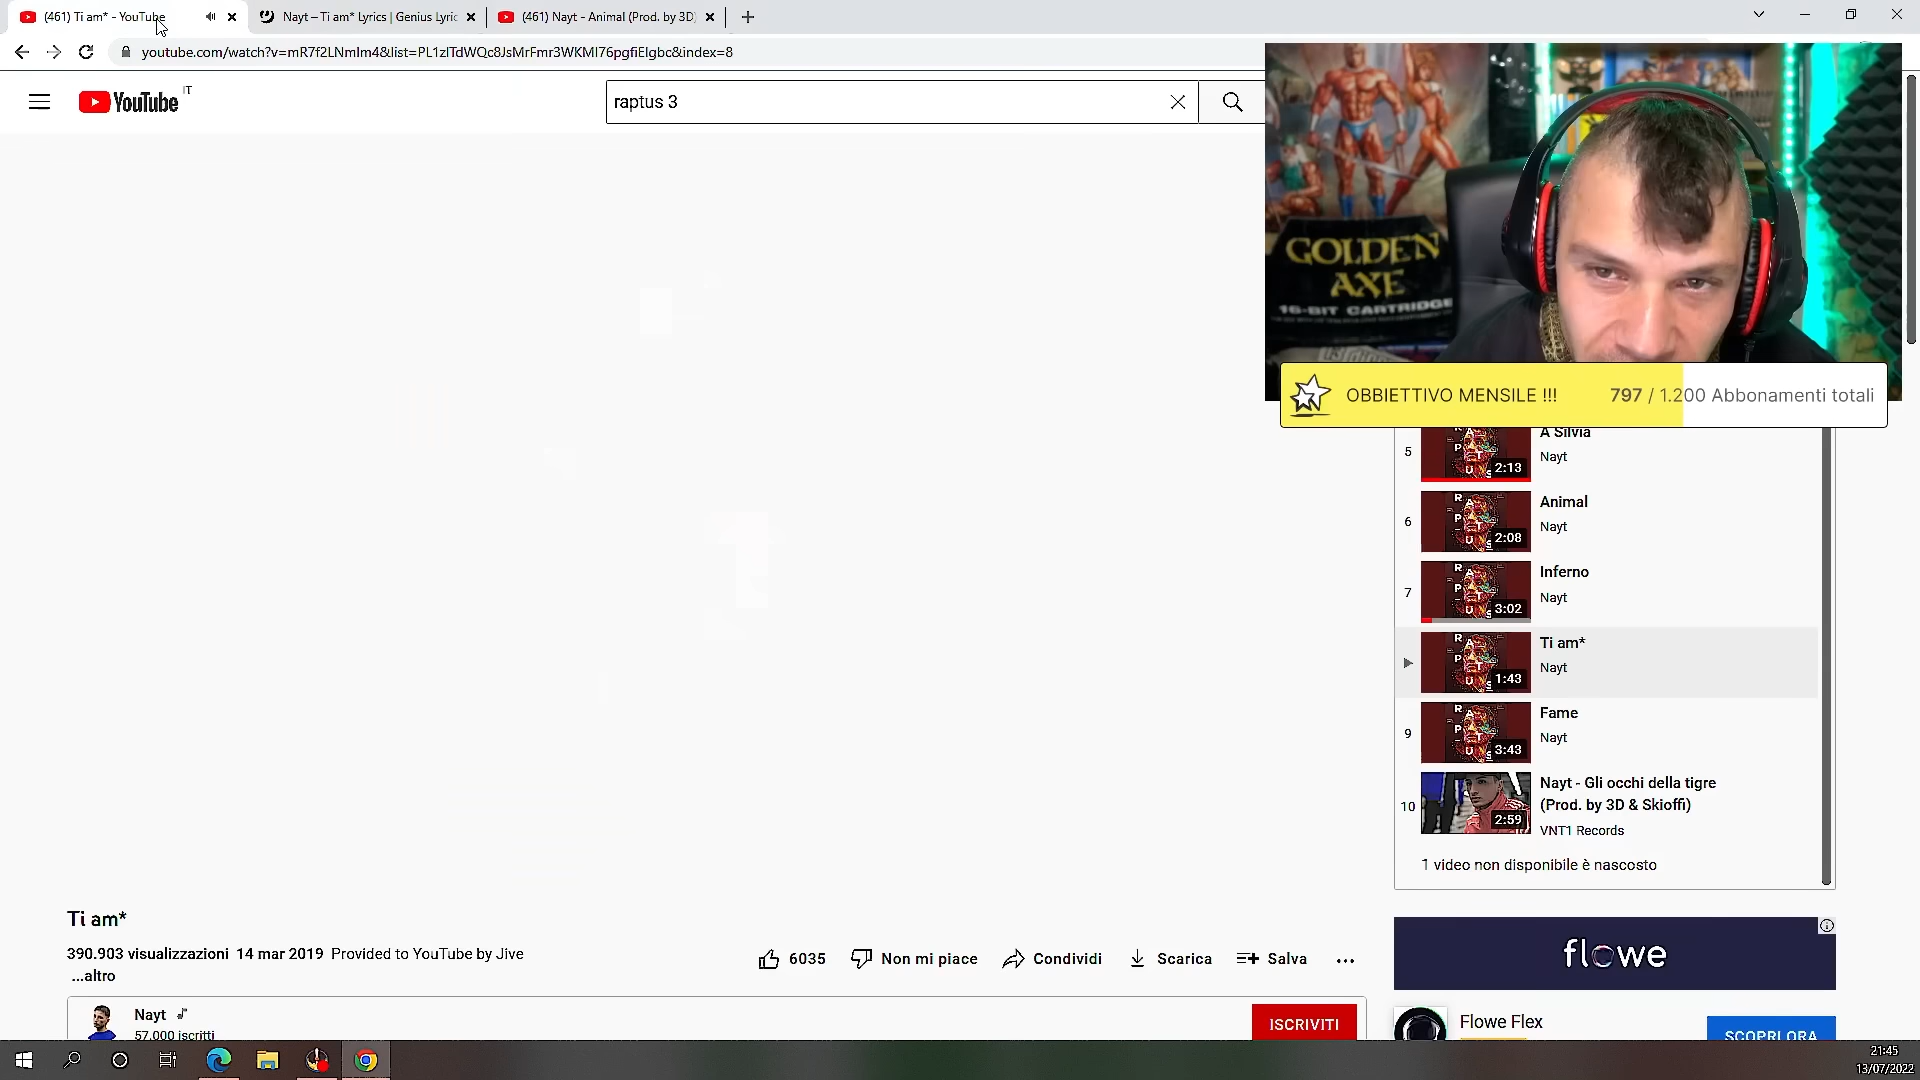 (461) Ti am* - YouTube
Nayt – Ti am* Lyrics | Genius Lyric
(461) Nayt - Animal (Prod. by 3D)
youtube.com/watch?v=mR7f2LNmIm4&list=PL1zlTdWQc8JsMrFmr3WKMI76pgfiEIgbc&index=8
YouTube IT
raptus 3
GOLDEN
AXE
16-BIT CARTRIDGE
OBBIETTIVO MENSILE !!! 797 / 1.200 Abbonamenti totali
5
A Silvia
Nayt
2:13
6
Animal
Nayt
2:08
7
Inferno
Nayt
3:02
Ti am*
Nayt
1:43
9
Fame
Nayt
3:43
10
Nayt - Gli occhi della tigre
(Prod. by 3D & Skioffi)
VNT1 Records
2:59
1 video non disponibile è nascosto
Ti am*
390.903 visualizzazioni 14 mar 2019 Provided to YouTube by Jive
...altro
6035 Non mi piace Condividi Scarica Salva
Nayt
57.000 iscritti
ISCRIVITI
flowe
Flowe Flex
SCOPRI ORA
21:45
13/07/2022